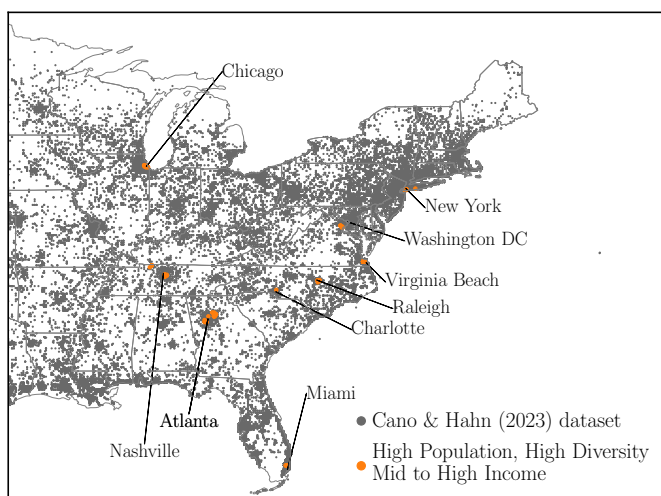 Chicago
New York
Washington DC
Virginia Beach
Raleigh
Charlotte
Miami
Atlanta
Nashville
Cano & Hahn (2023) dataset
High Population, High Diversity
Mid to High Income